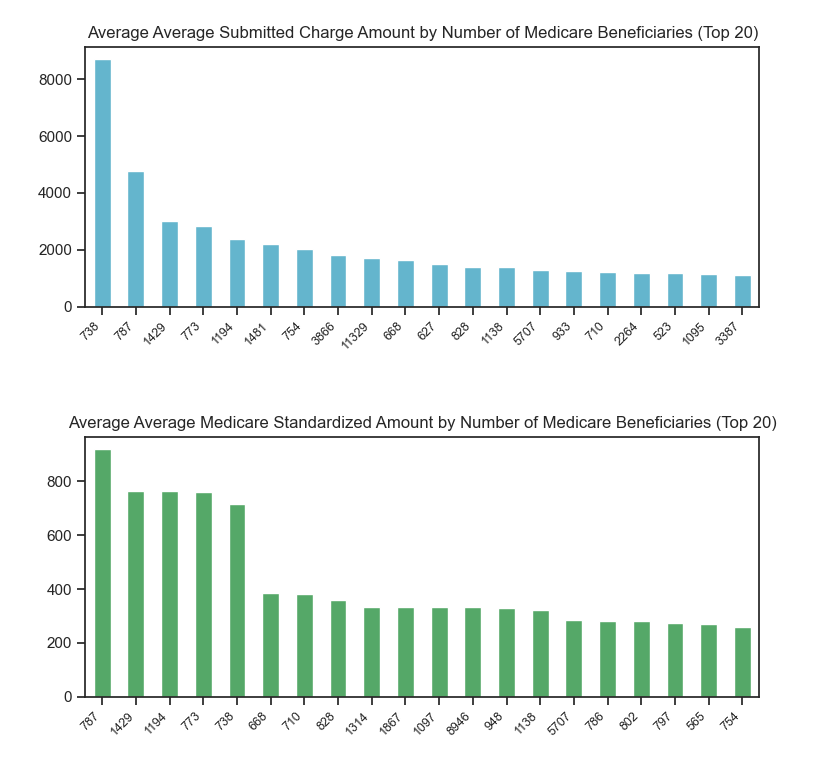 Average Average Submitted Charge Amount by Number of Medicare Beneficiaries (Top 20)
8000
6000
4000
2000
0
738 787 1429 773 1194 1481 754 3866 11329 668 627 828 1138 5707 933 710 2264 523 1095 3387
Average Average Medicare Standardized Amount by Number of Medicare Beneficiaries (Top 20)
800
600
400
200
0
787 1429 1194 773 738 668 710 828 1314 1867 1097 8946 948 1138 5707 786 802 797 565 754